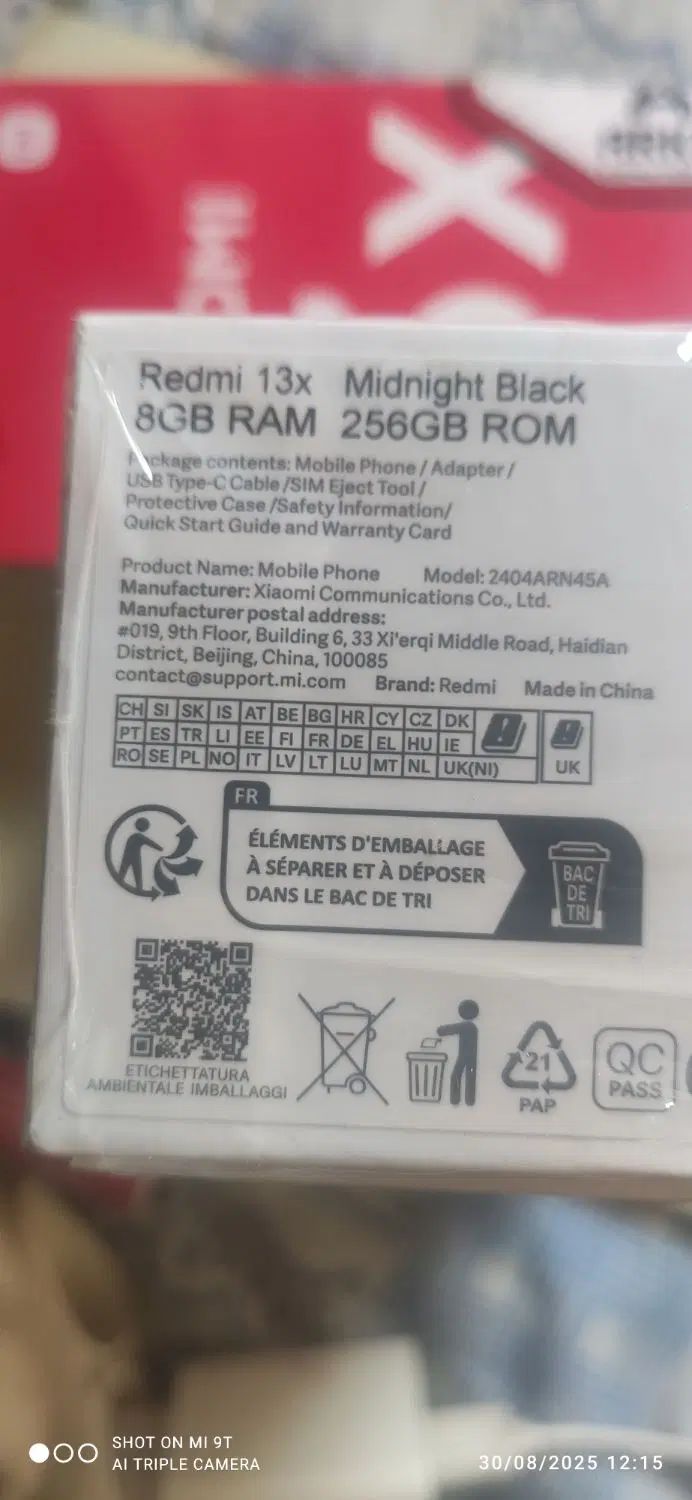 X
Redmi 13x Midnight Black
8GB RAM 256GB ROM
Package contents: Mobile Phone / Adapter /
USB Type-C Cable /SIM Eject Tool /
Protective Case /Safety Information/
Quick Start Guide and Warranty Card
Product Name: Mobile Phone Model: 2404ARN45A
Manufacturer: Xiaomi Communications Co., Ltd.
Manufacturer postal address:
#019, 9th Floor, Building 6, 33 Xi'erqi Middle Road, Haidian
District, Beijing, China, 100085
contact@support.mi.com Brand: Redmi Made in China
CH SI SK IS AT BE BG HR CY CZ DK
PT ES TR LI EE FI FR DE EL HU IE
RO SE PL NO IT LV LT LU MT NL UK(NI) UK
FR
ÉLÉMENTS D'EMBALLAGE
À SÉPARER ET À DÉPOSER
DANS LE BAC DE TRI
BAC
DE
TRI
ETICHETTATURA
AMBIENTALE IMBALLAGGI
21
PAP
QC
PASS
SHOT ON MI 9T
AI TRIPLE CAMERA
30/08/2025 12:15